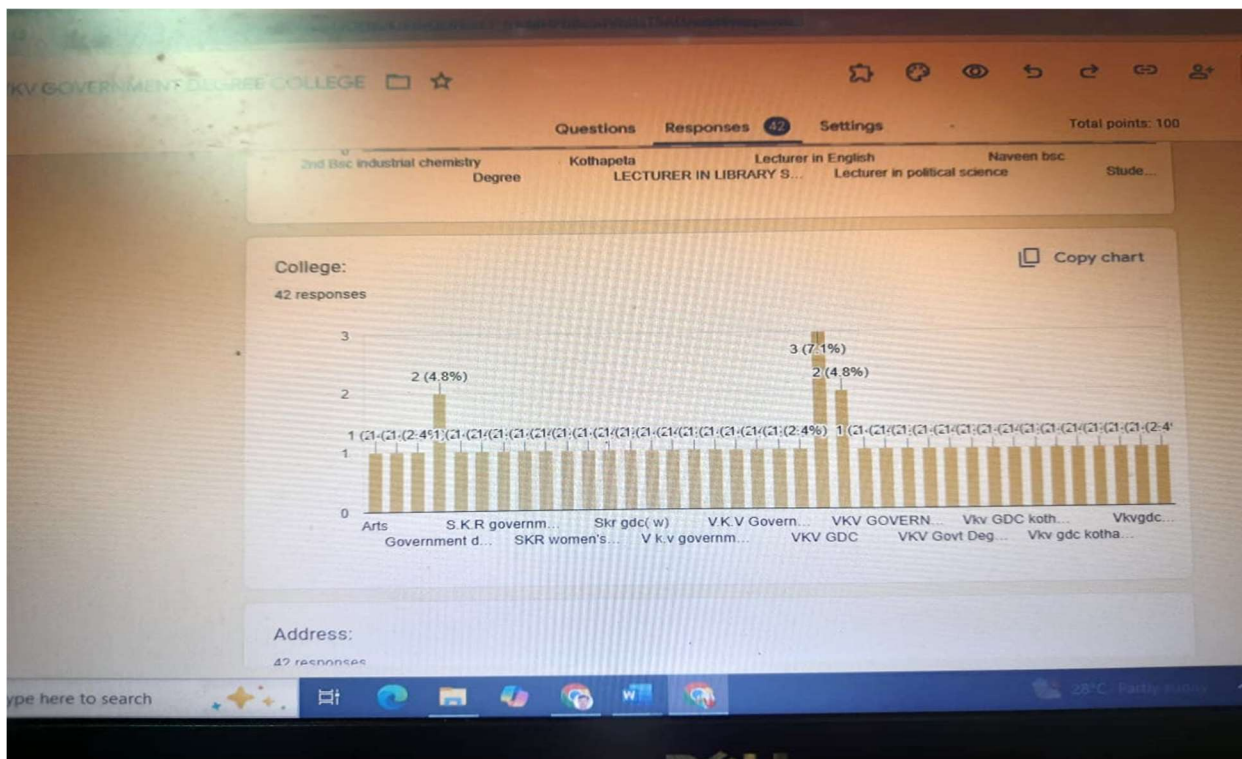 KV GOVERNMENT DEGREE COLLEGE
Questions Responses 42 Settings Total points: 100
2nd Bsc industrial chemistry Kothapeta Lecturer in English Naveen bsc
Degree LECTURER IN LIBRARY S... Lecturer in political science Stude...
College:
Copy chart
42 responses
3
3 (7.1%)
2 (4.8%) 2 (4.8%)
2
1
0
Arts S.K.R governm... Skr gdc( w) V.K.V Govern... VKV GOVERN... Vkv GDC koth... Vkvgdc...
Government d... SKR women's... V k.v governm... VKV GDC VKV Govt Deg... Vkv gdc kotha...
Address:
42 responses
ype here to search
28°C Partly sunny